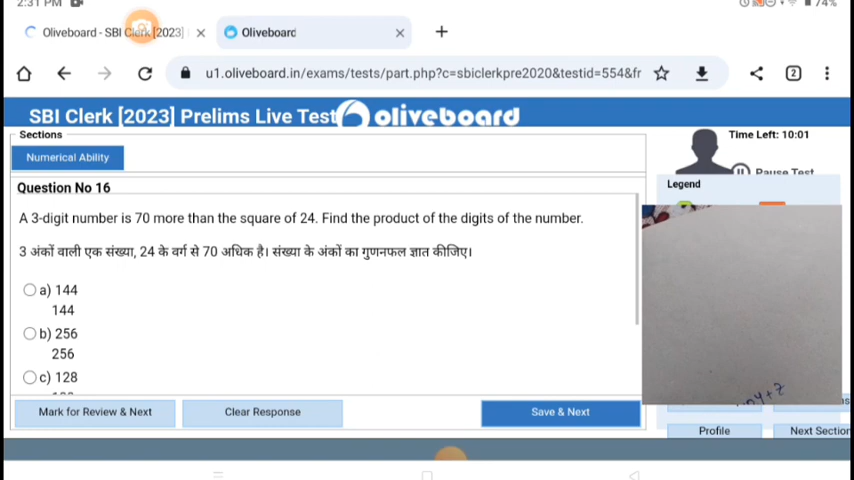 2:31 PM
74%
Oliveboard - SBI Clerk [2023]
Oliveboard
u1.oliveboard.in/exams/tests/part.php?c=sbiclerkpre2020&testid=554&fr
2
SBI Clerk [2023] Prelims Live Test oliveboard
Sections
Time Left: 10:01
Numerical Ability
Pause Test
Legend
Question No 16
A 3-digit number is 70 more than the square of 24. Find the product of the digits of the number.
3 अंकों वाली एक संख्या, 24 के वर्ग से 70 अधिक है। संख्या के अंकों का गुणनफल ज्ञात कीजिए।
a) 144
144
b) 256
256
c) 128
Mark for Review & Next
Clear Response
Save & Next
Profile
Next Section